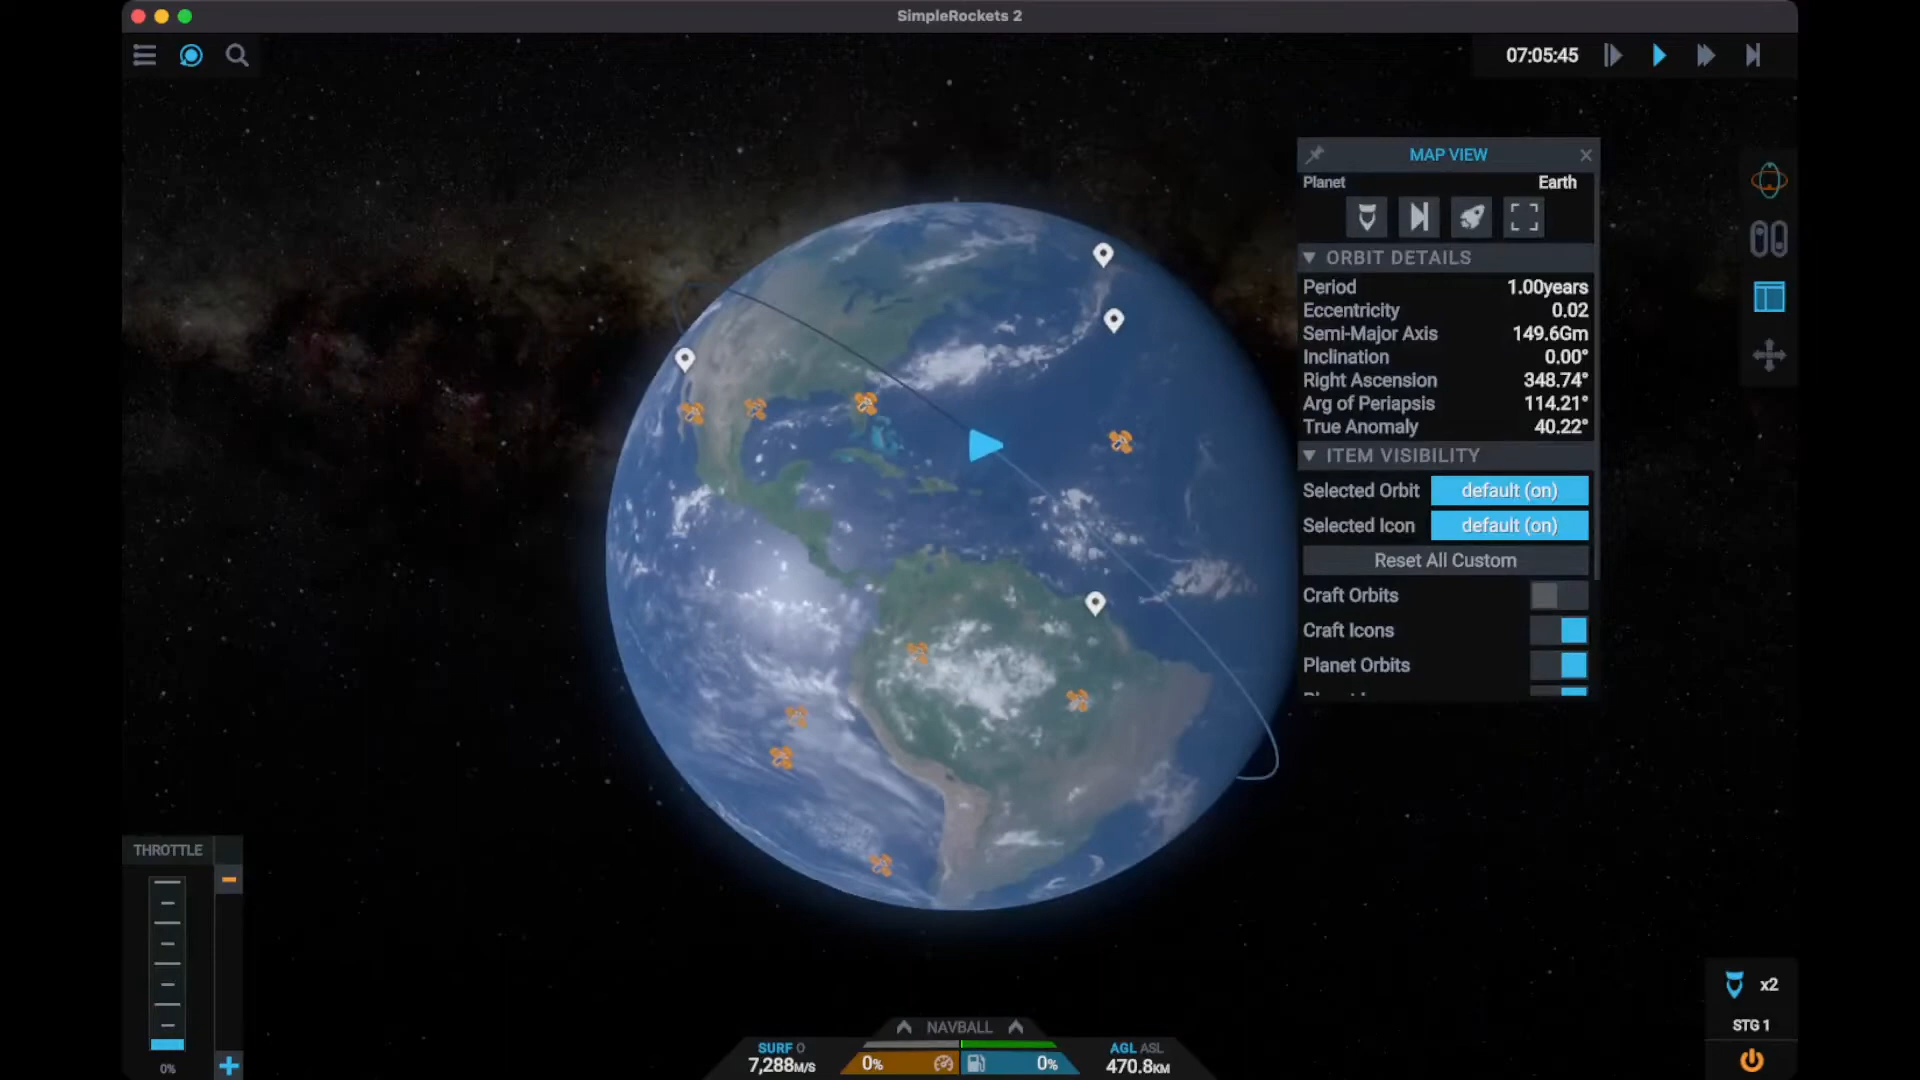 SimpleRockets 2
07:05:45
MAP VIEW
Planet Earth
ORBIT DETAILS
Period 1.00years
Eccentricity 0.02
Semi-Major Axis 149.6Gm
Inclination 0.00°
Right Ascension 348.74°
Arg of Periapsis 114.21°
True Anomaly 40.22°
ITEM VISIBILITY
Selected Orbit default (on)
Selected Icon default (on)
Reset All Custom
Craft Orbits
Craft Icons
Planet Orbits
THROTTLE
0%
NAVBALL
SURF O
7,288M/S
0%
0%
AGL ASL
470.8KM
x2
STG 1